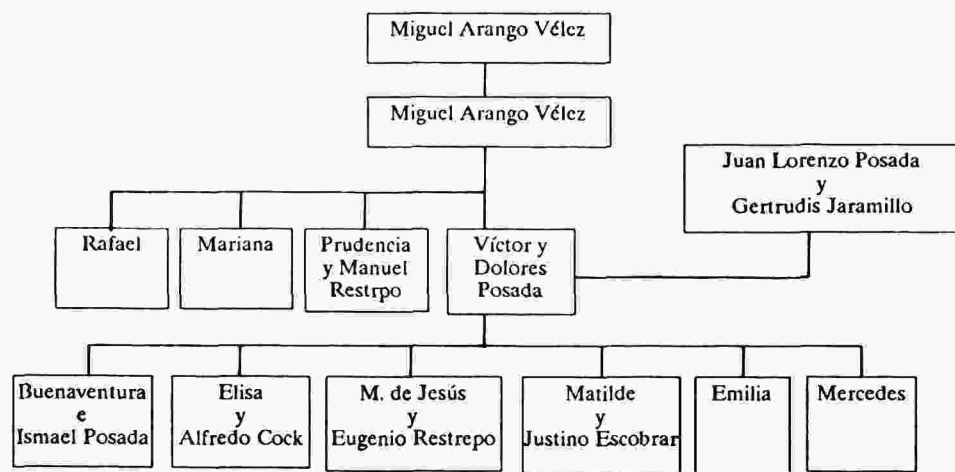 Miguel Arango Vélez
Miguel Arango Vélez
Juan Lorenzo Posada
y
Gertrudis Jaramillo
Rafael
Mariana
Prudencia
y Manuel
Restrpo
Víctor y
Dolores
Posada
Buenaventura
e
Ismael Posada
Elisa
y
Alfredo Cock
M. de Jesús
y
Eugenio Restrepo
Matilde
y
Justino Escobrar
Emilia
Mercedes